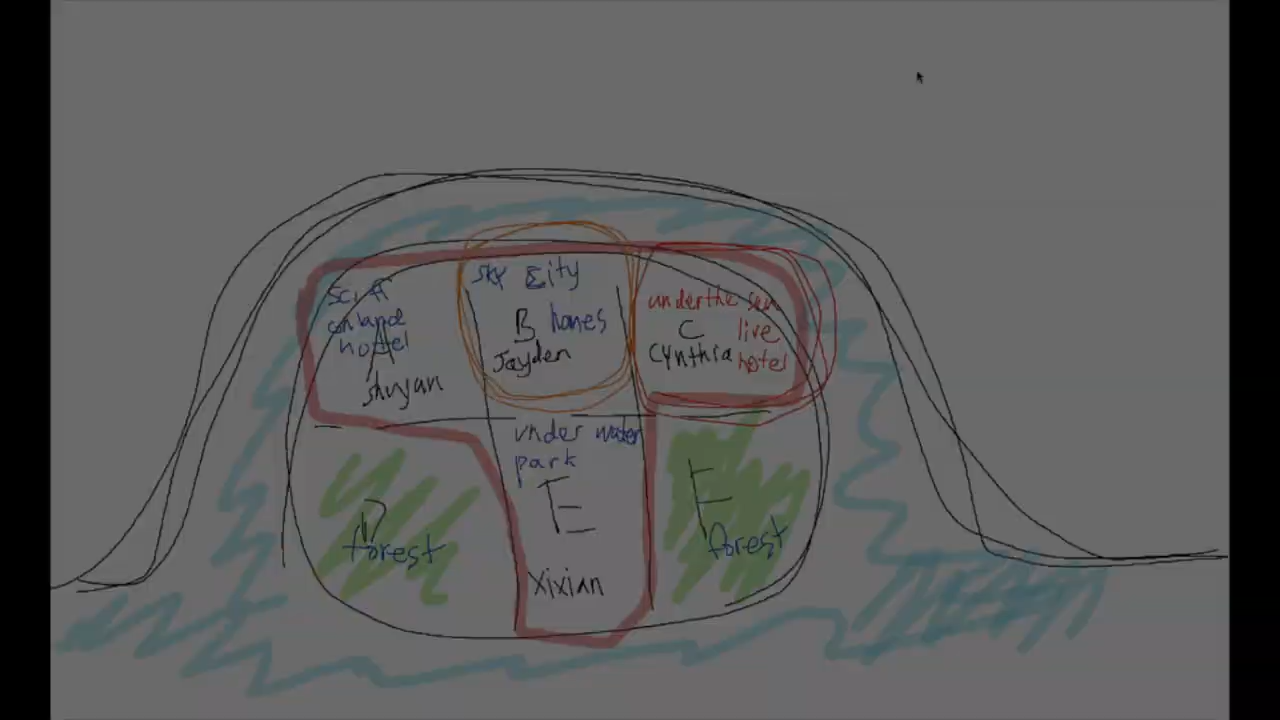 sci fi
on land
hotel
A
shuyan
sky city
B homes
Jayden
under the sea
C live
cynthia hotel
under water
park
D
forest
E
xixian
F
forest